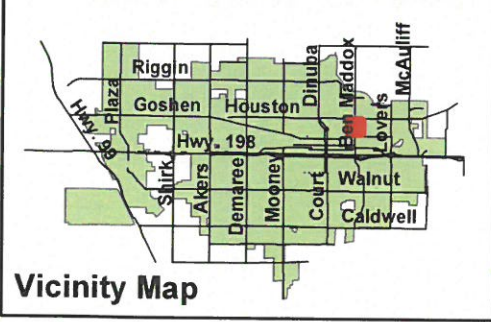 Riggin
Goshen
Houston
Hwy. 198
Walnut
Caldwell
Hwy. 99
Plaza
Shirk
Akers
Demaree
Mooney
Court
Dinuba
Ben Maddox
Lovers
McAuliff
Vicinity Map